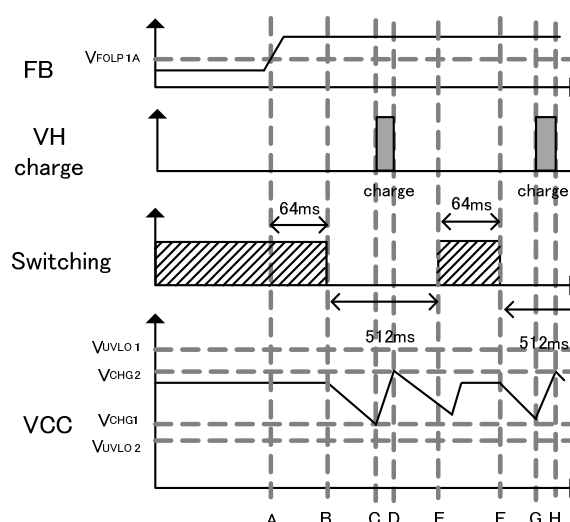 FB
VFOLP1A
VH
charge
charge
charge
64ms
64ms
Switching
512ms
512ms
VUVLO1
VCHG2
VCC
VCHG1
VUVLO2
A B C D E F G H